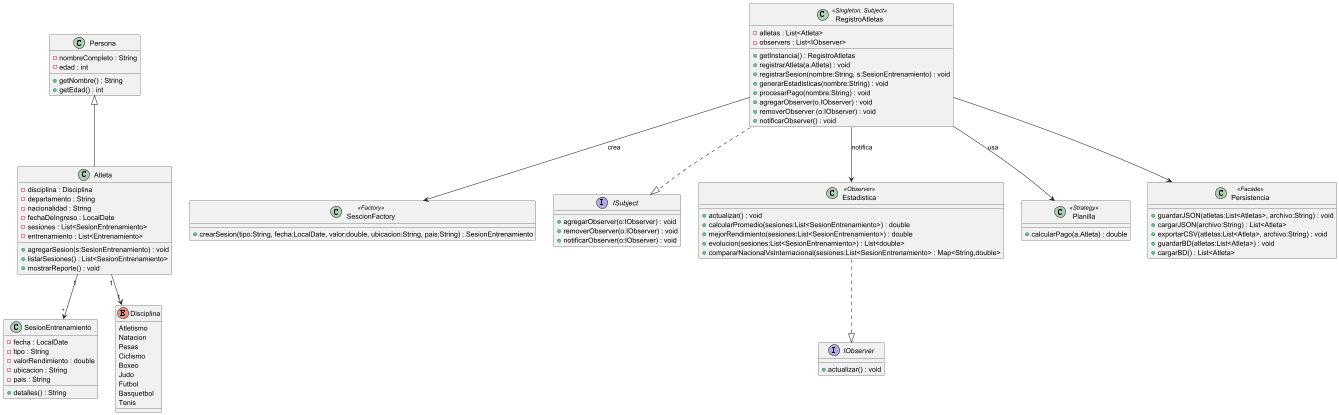 Persona
nombreCompleto : String
edad : int
getNombre() : String
getEdad() : int
«Singleton, Subject»
RegistroAtletas
atletas : List<Atleta>
observers : List<IObserver>
getInstancia() : RegistroAtletas
registrarAtleta(a.Atleta) : void
registrarSesion(nombre:String, s:SesionEntrenamiento) : void
generarEstadisticas(nombre:String) : void
procesarPago(nombre:String) : void
agregarObserver(o.IObserver) : void
removerObserver (o:IObserver) : void
notificarObserver() : void
crea
notifica
usa
Atleta
disciplina : Disciplina
departamento : String
nacionalidad : String
fechaDeIngreso : LocalDate
sesiones : List<SesionEntrenamiento>
entrenamiento : List<Entrenamiento>
agregarSesion(s:SesionEntrenamiento) : void
listarSesiones() : List<SesionEntrenamiento>
mostrarReporte() : void
«Factory»
SecionFactory
crearSesion(tipo:String, fecha:LocalDate, valor:double, ubicacion:String, pais:String) : SesionEntrenamiento
ISubject
agregarObserver(o:IObserver) : void
removerObserver(o:IObserver) : void
notificarObserver(o:IObserver) : void
«Observer»
Estadistica
actualizar() : void
calcularPromedio(sesiones:List<SesionEntrenamiento>) : double
mejorRendimiento(sesiones:List<SesionEntrenamiento>) : double
evolucion(sesiones:List<SesionEntrenamiento>) : List<double>
compararNacionalVsInternacional(sesiones:List<SesionEntrenamiento> : Map<String,double>
«Strategy»
Planilla
calcularPago(a.Atleta) : double
«Facade»
Persistencia
guardarJSON(atletas:List<Atletas>, archivo:String) : void
cargarJSON(archivo:String) : List<Atleta>
exportarCSV(atletas:List<Atleta>, archivo:String) : void
guardarBD(atletas:List<Atleta>) : void
cargarBD() : List<Atleta>
1
1
*
1
SesionEntrenamiento
fecha : LocalDate
tipo : String
valorRendimiento : double
ubicacion : String
pais : String
detalles() : String
Disciplina
Atletismo
Natacion
Pesas
Ciclismo
Boxeo
Judo
Futbol
Basquetbol
Tenis
IObserver
actualizar() : void